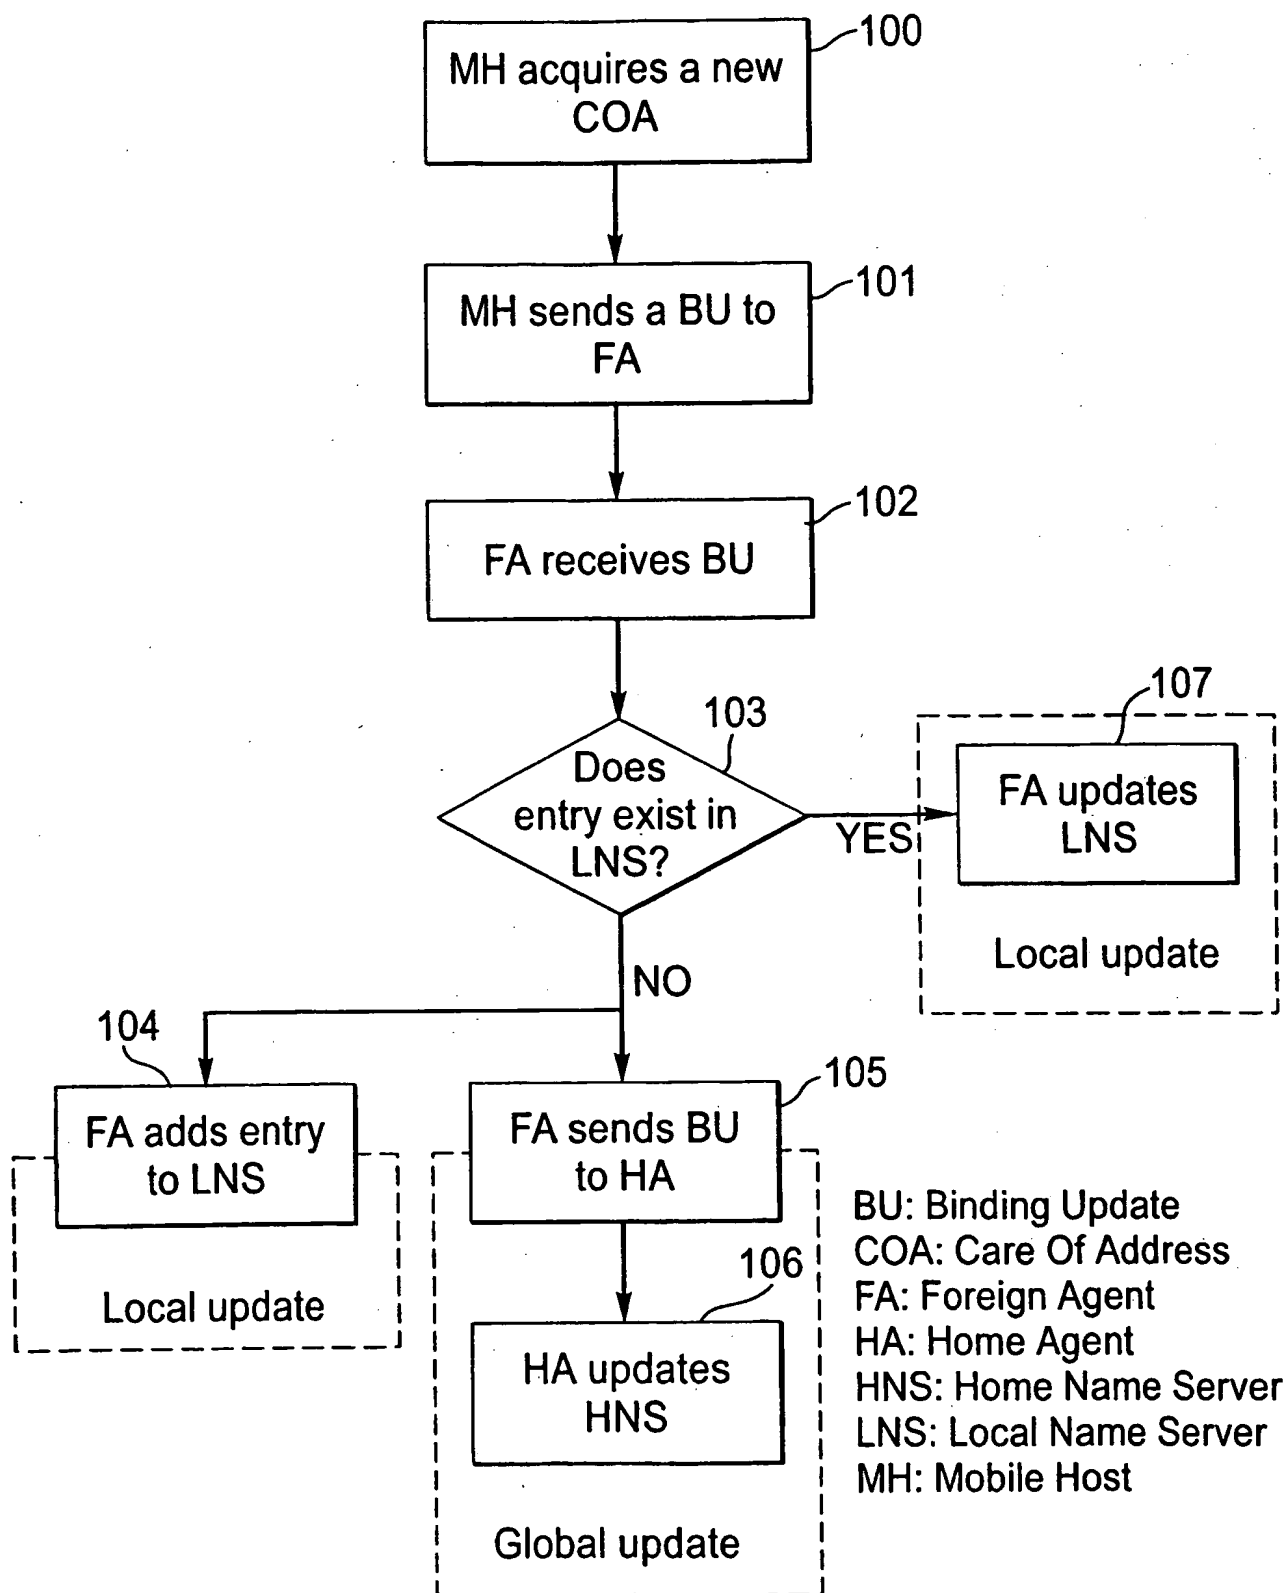 100
MH acquires a new
COA
101
MH sends a BU to
FA
102
FA receives BU
103
Does
entry exist in
LNS?
YES
107
FA updates
LNS
Local update
NO
104
FA adds entry
to LNS
Local update
105
FA sends BU
to HA
106
HA updates
HNS
Global update
BU: Binding Update
COA: Care Of Address
FA: Foreign Agent
HA: Home Agent
HNS: Home Name Server
LNS: Local Name Server
MH: Mobile Host